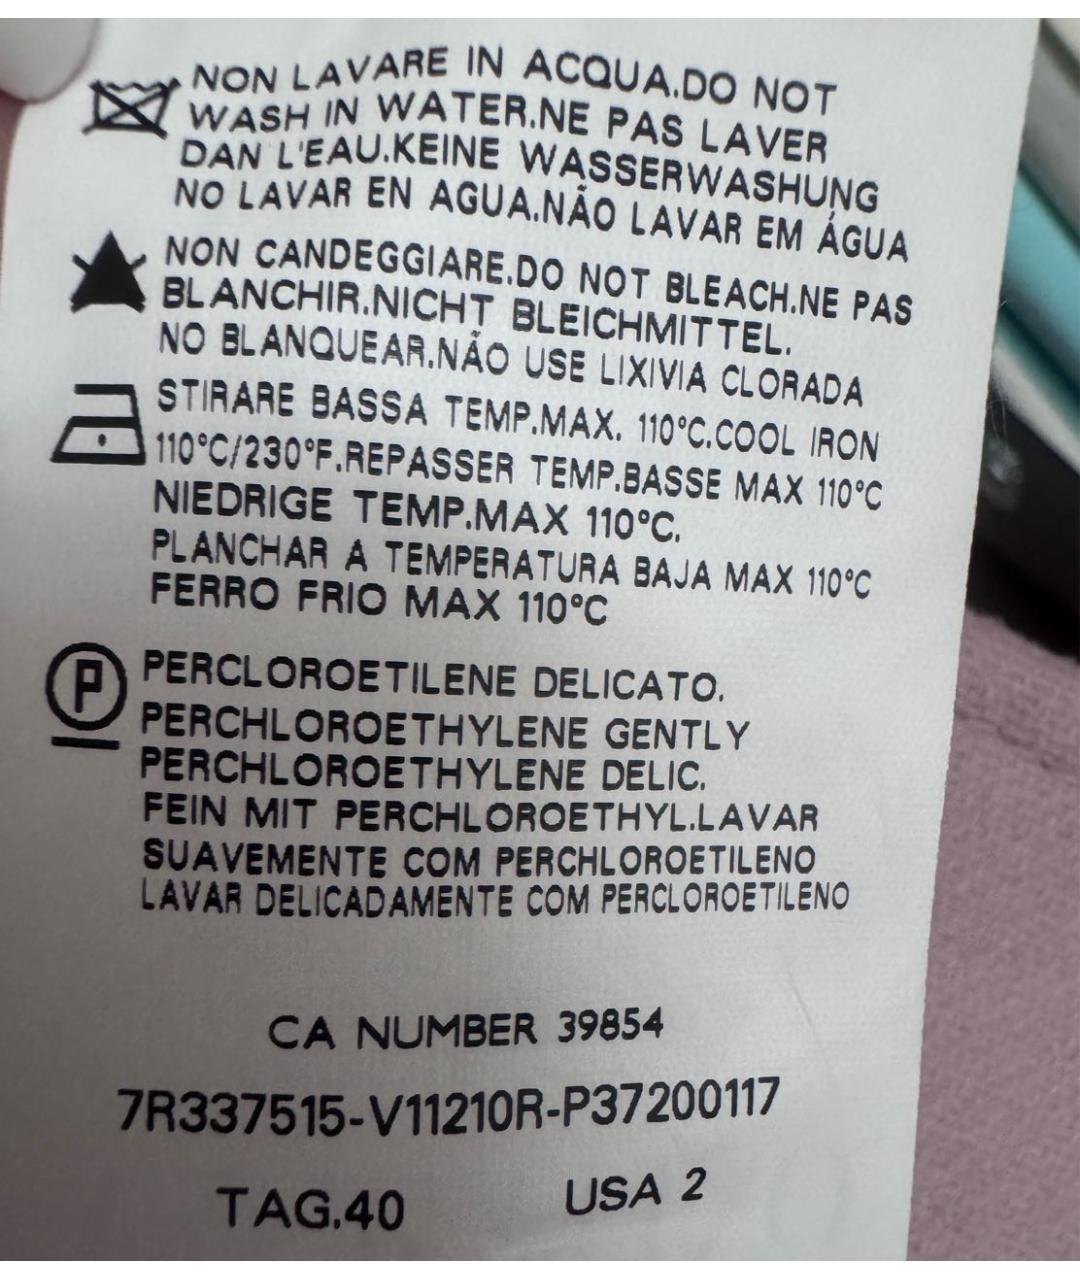 NON LAVARE IN ACQUA.DO NOT
WASH IN WATER.NE PAS LAVER
DAN L'EAU.KEINE WASSERWASHUNG
NO LAVAR EN AGUA.NÃO LAVAR EM ÁGUA
NON CANDEGGIARE.DO NOT BLEACH.NE PAS
BLANCHIR.NICHT BLEICHMITTEL.
NO BLANQUEAR.NÃO USE LIXIVIA CLORADA
STIRARE BASSA TEMP.MAX. 110°C.COOL IRON
110°C/230°F.REPASSER TEMP.BASSE MAX 110°C
NIEDRIGE TEMP.MAX 110°C.
PLANCHAR A TEMPERATURA BAJA MAX 110°C
FERRO FRIO MAX 110°C
P PERCLOROETILENE DELICATO.
PERCHLOROETHYLENE GENTLY
PERCHLOROETHYLENE DELIC.
FEIN MIT PERCHLOROETHYL.LAVAR
SUAVEMENTE COM PERCHLOROETILENO
LAVAR DELICADAMENTE COM PERCLOROETILENO
CA NUMBER 39854
7R337515-V11210R-P37200117
TAG.40 USA 2